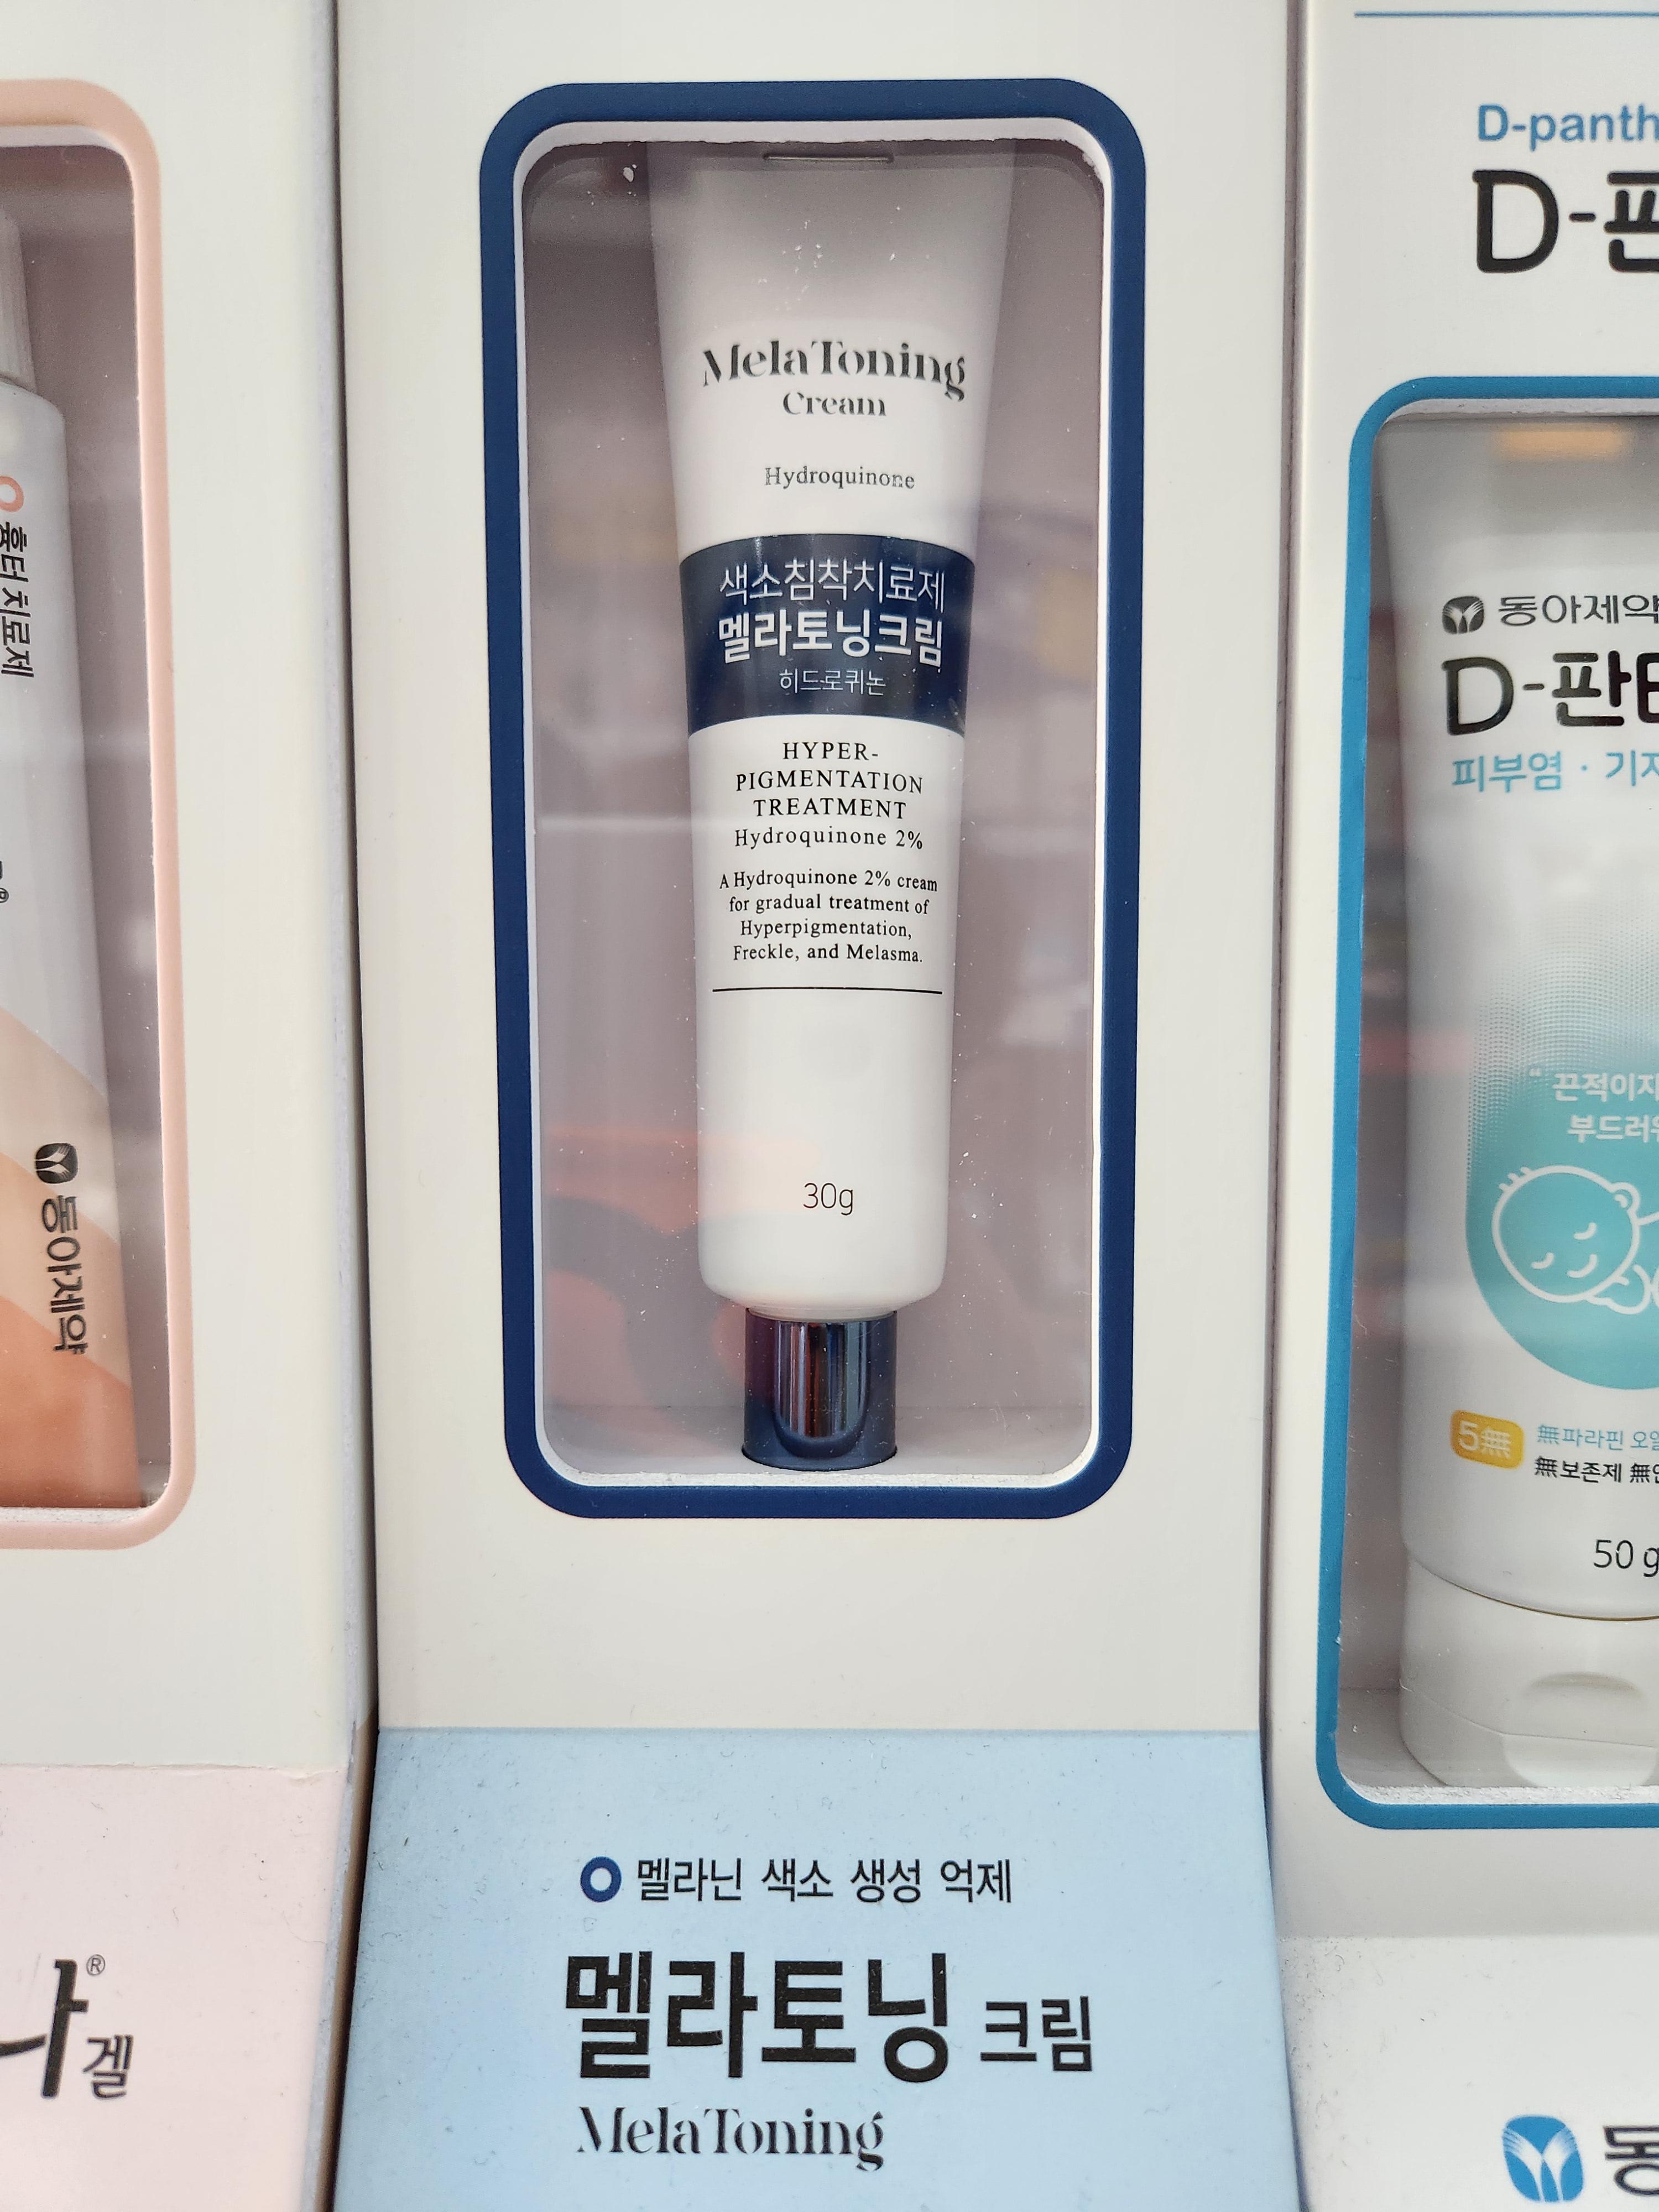 흉터치료제
®
동아제약
®
겔
MelaToning
Cream
Hydroquinone
색소침착치료제
멜라토닝크림
히드로퀴논
HYPER-
PIGMENTATION
TREATMENT
Hydroquinone 2%
A Hydroquinone 2% cream
for gradual treatment of
Hyperpigmentation,
Freckle, and Melasma.
30g
멜라닌 색소 생성 억제
멜라토닝 크림
MelaToning
D-panth
D-판
동아제약
D-판
피부염 · 기저
"끈적이지
부드러워
5無
無파라핀 오일
無보존제 無
50 g
동